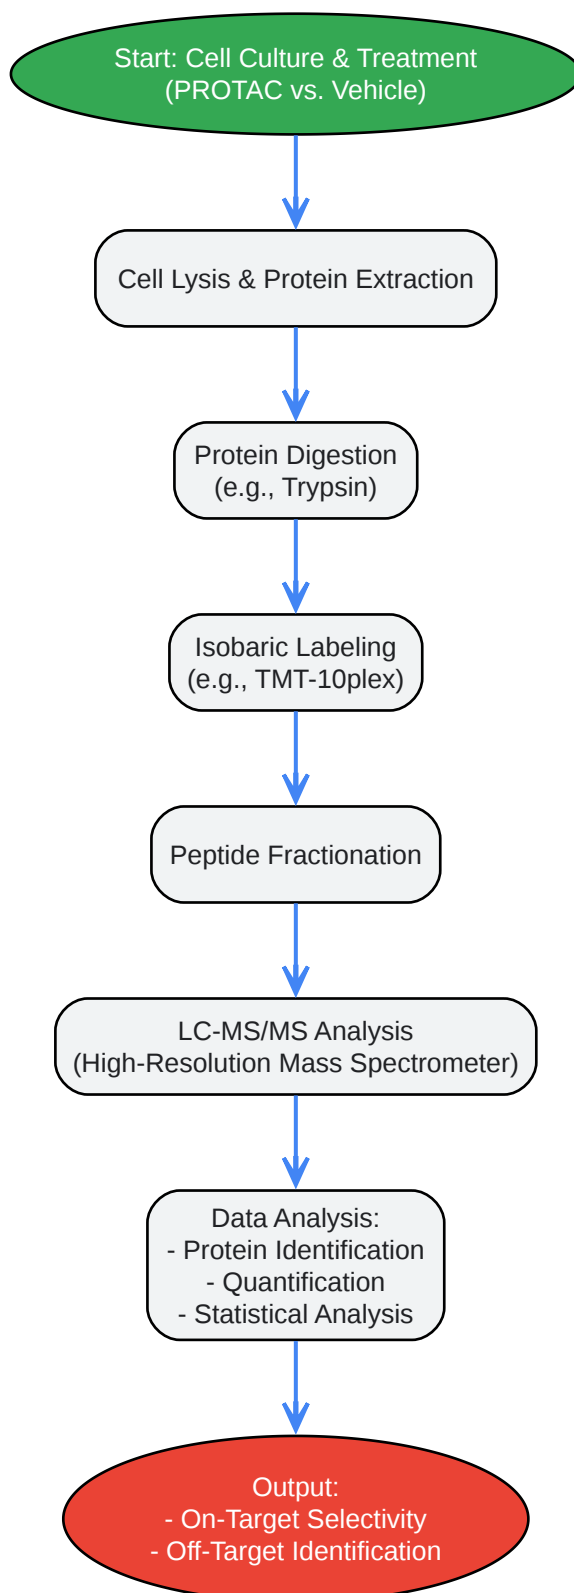 Start: Cell Culture & Treatment
(PROTAC vs. Vehicle)
Cell Lysis & Protein Extraction
Protein Digestion
(e.g., Trypsin)
Isobaric Labeling
(e.g., TMT-10plex)
Peptide Fractionation
LC-MS/MS Analysis
(High-Resolution Mass Spectrometer)
Data Analysis:
- Protein Identification
- Quantification
- Statistical Analysis
Output:
- On-Target Selectivity
- Off-Target Identification